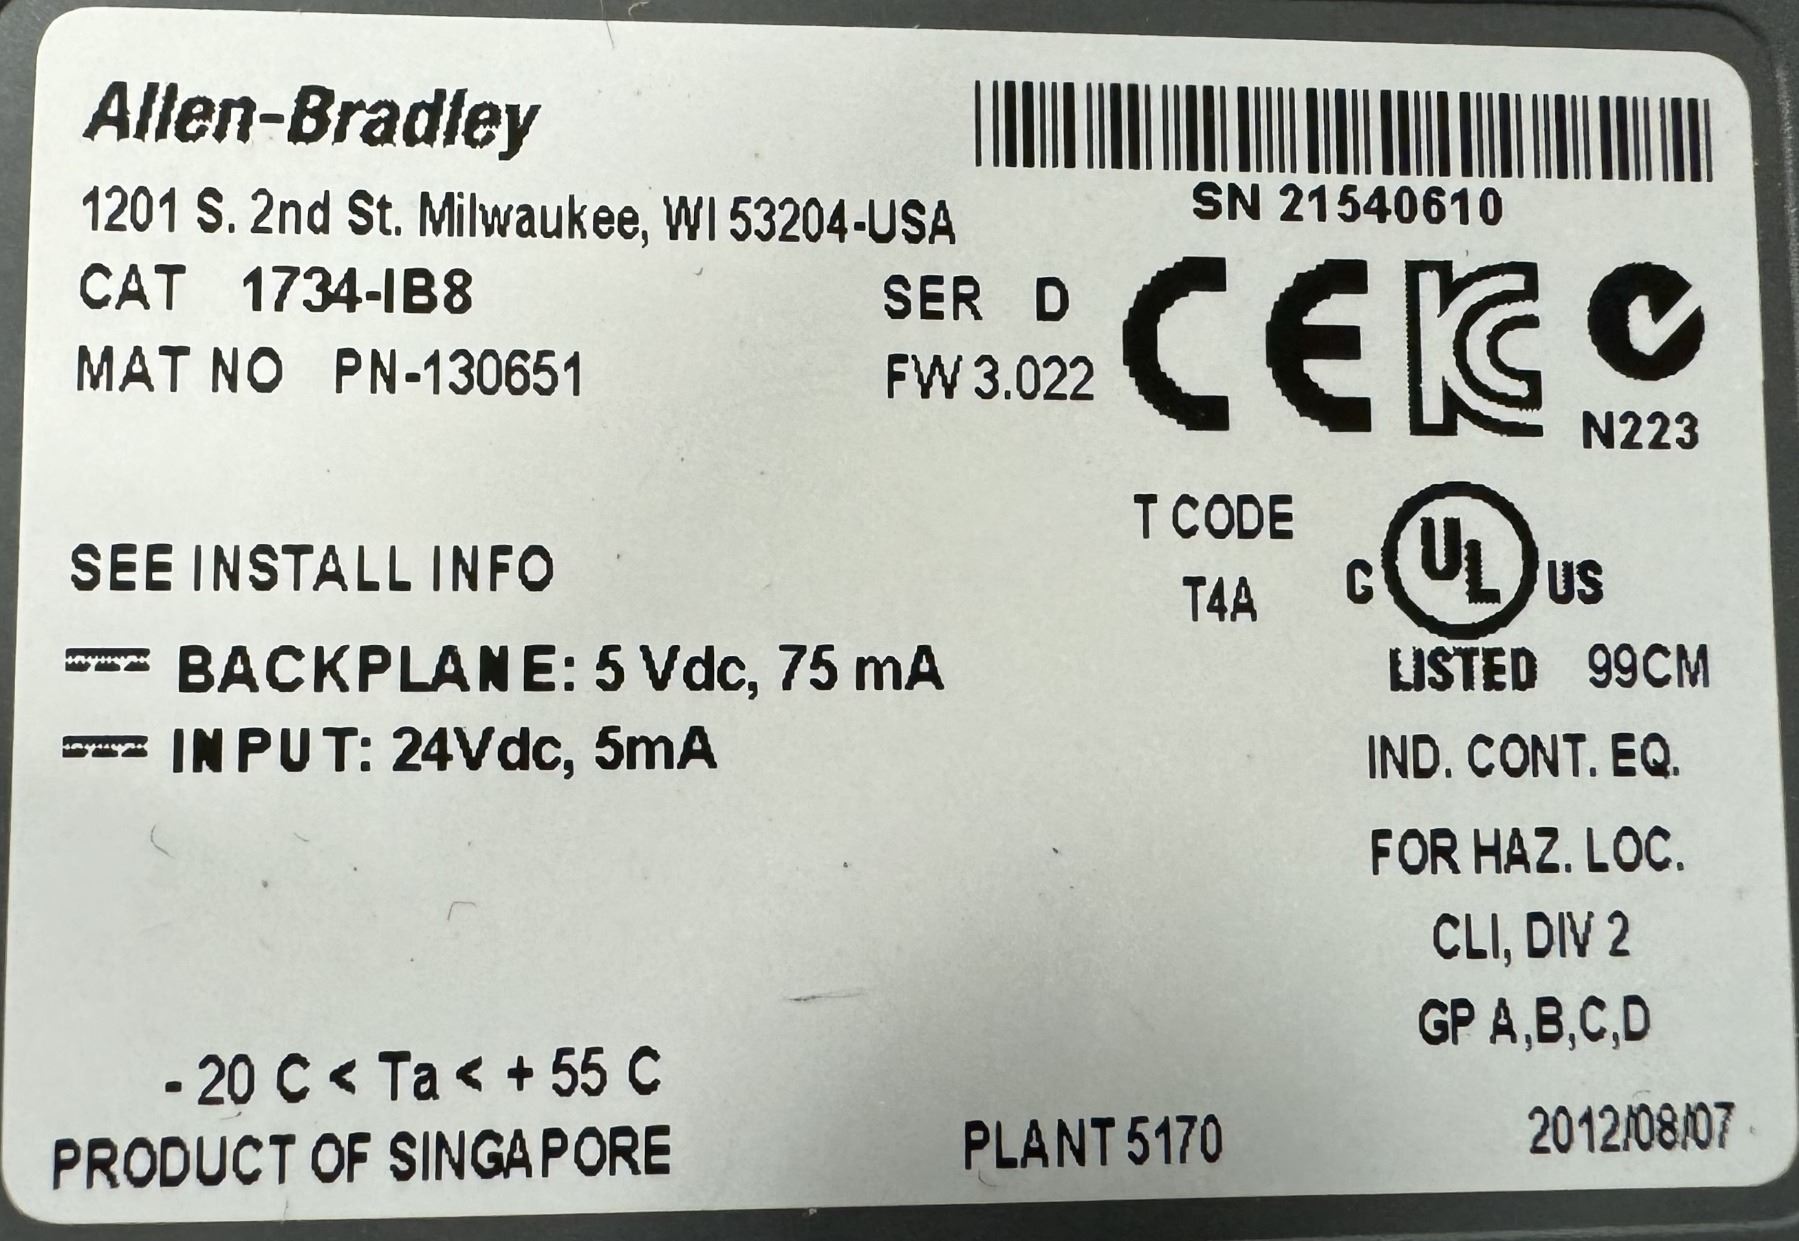 Allen-Bradley
1201 S. 2nd St. Milwaukee, WI 53204-USA
SN 21540610
CAT 1734-IB8
SER D
MAT NO PN-130651
FW 3.022
CE
KC
N223
T CODE
T4A
C UL US
LISTED 99CM
IND. CONT. EQ.
FOR HAZ. LOC.
CLI, DIV 2
GP A,B,C,D
SEE INSTALL INFO
BACKPLANE: 5 Vdc, 75 mA
INPUT: 24Vdc, 5mA
- 20 C < Ta < + 55 C
PRODUCT OF SINGAPORE
PLANT 5170
2012/08/07